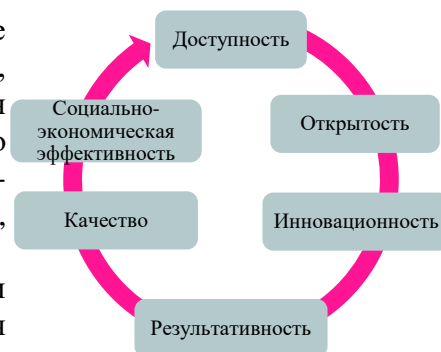 Доступность
Открытость
Инновационность
Результативность
Качество
Социально-
экономическая
эффективность